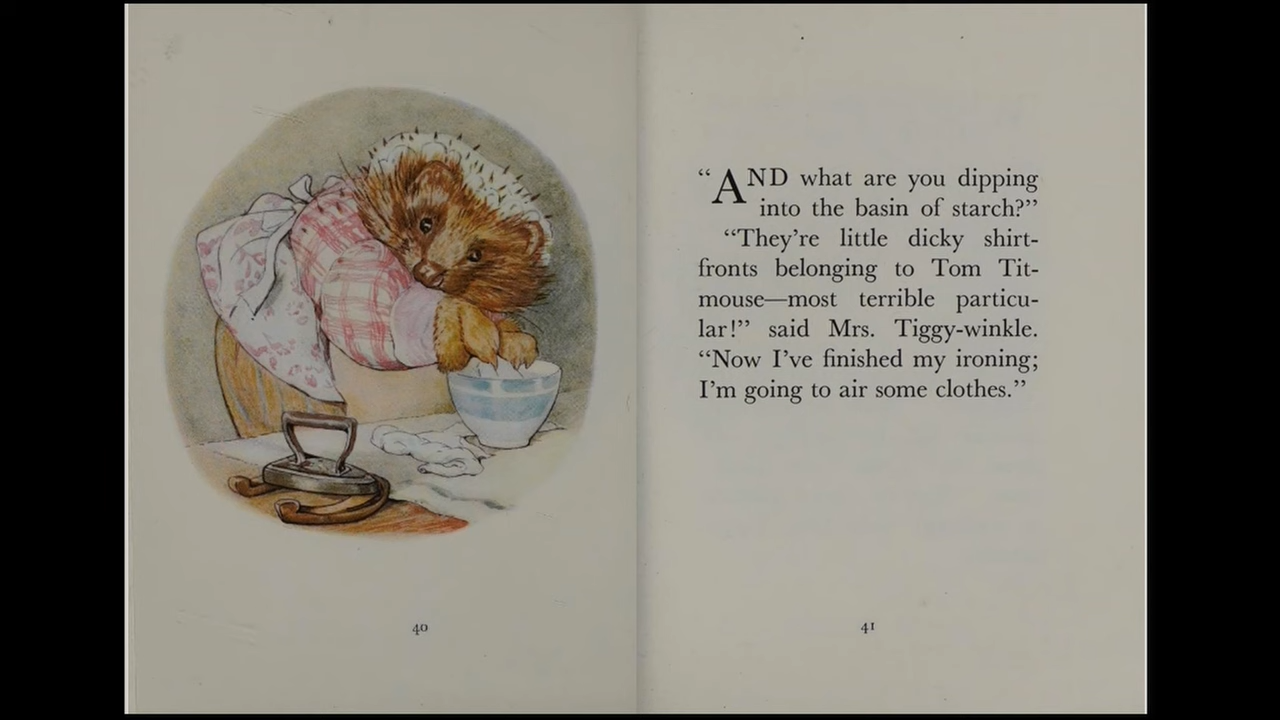 “AND what are you dipping
into the basin of starch?”
“They’re little dicky shirt-
fronts belonging to Tom Tit-
mouse—most terrible particu-
lar!” said Mrs. Tiggy-winkle.
“Now I’ve finished my ironing;
I’m going to air some clothes.”
40
41